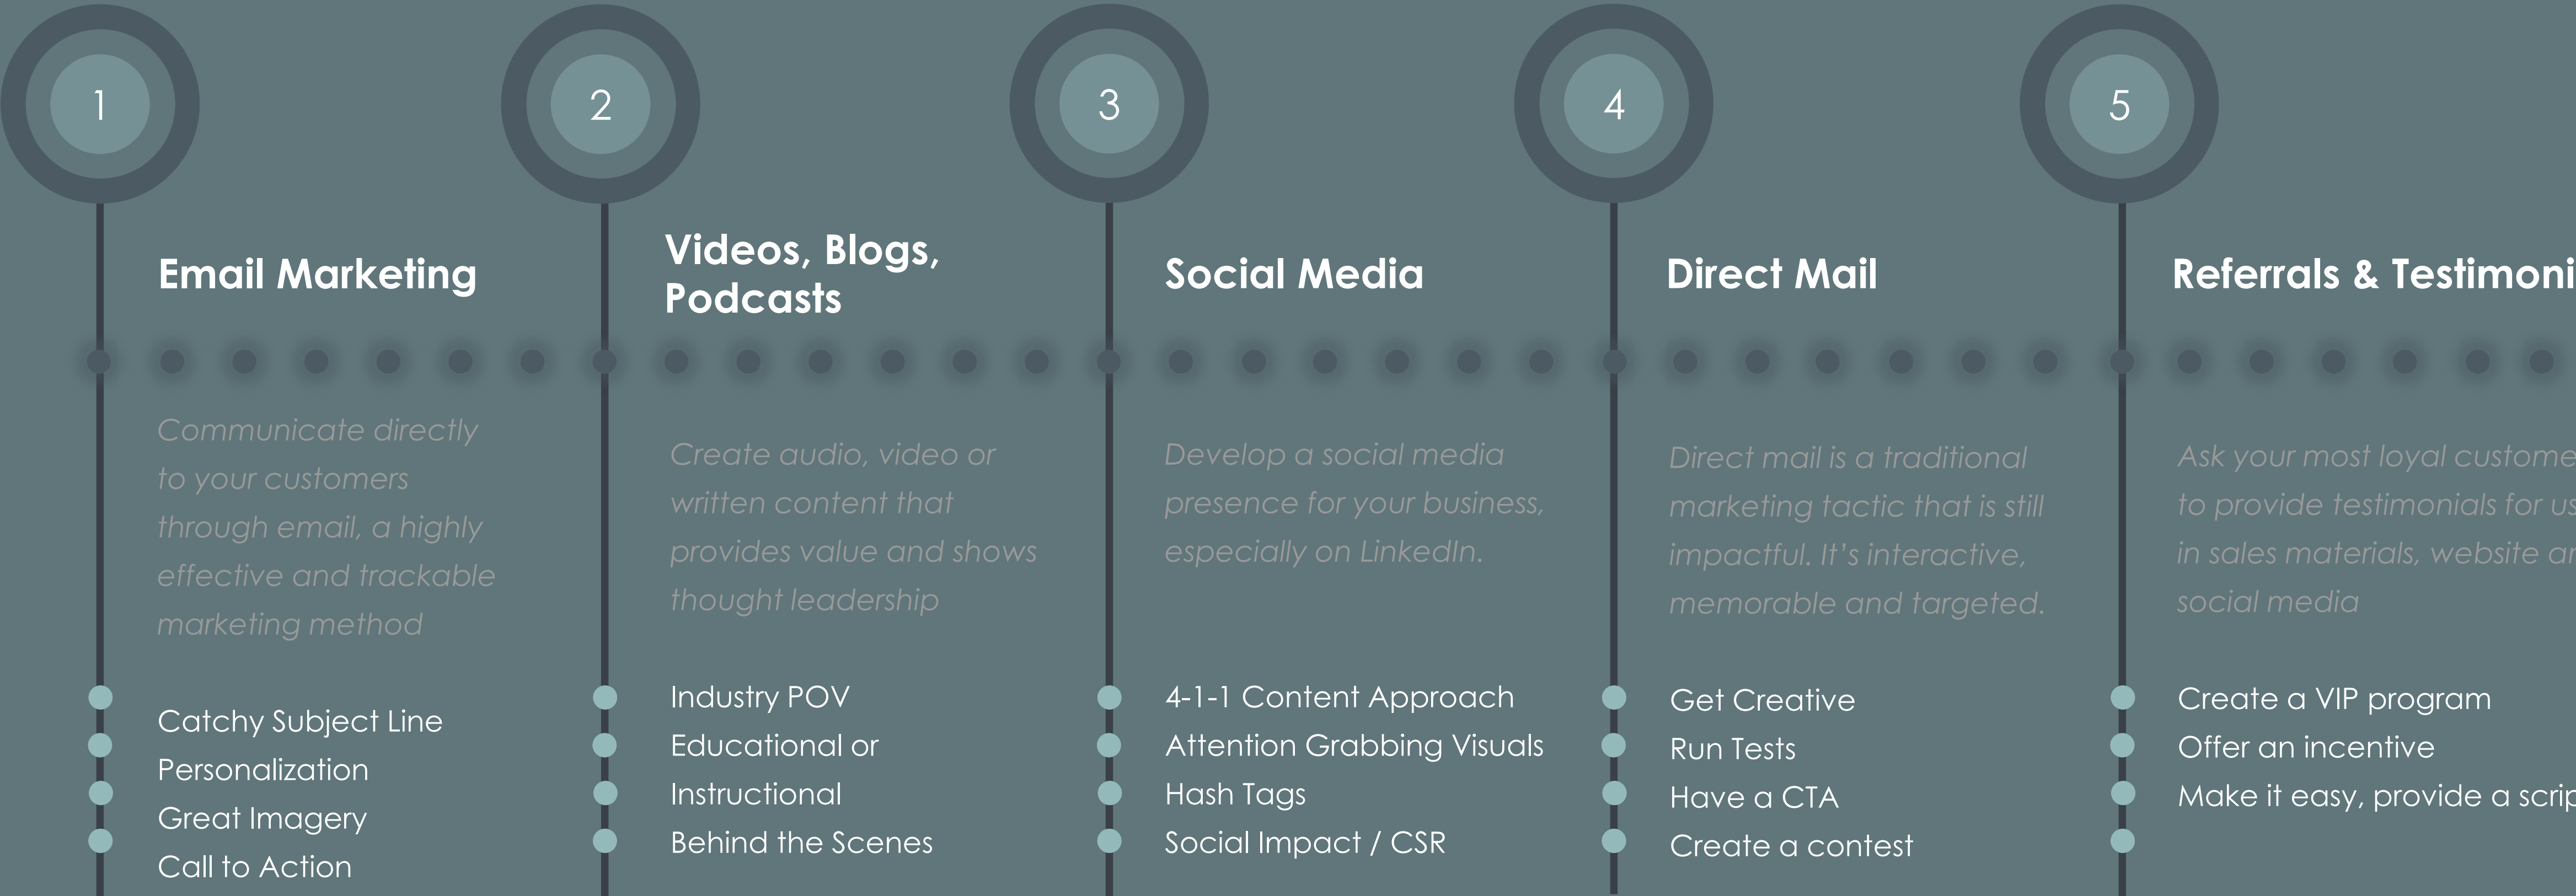 1
2
3
4
5
Email Marketing
Communicate directly
to your customers
through email, a highly
effective and trackable
marketing method
Catchy Subject Line
Personalization
Great Imagery
Call to Action
Videos, Blogs,
Podcasts
Create audio, video or
written content that
provides value and shows
thought leadership
Industry POV
Educational or
Instructional
Behind the Scenes
Social Media
Develop a social media
presence for your business,
especially on LinkedIn.
4-1-1 Content Approach
Attention Grabbing Visuals
Hash Tags
Social Impact / CSR
Direct Mail
Direct mail is a traditional
marketing tactic that is still
impactful. It’s interactive,
memorable and targeted.
Get Creative
Run Tests
Have a CTA
Create a contest
Referrals &
Ask your most loyal
to provide testimonials for
in sales materials, website
social media
Create a VIP program
Offer an incentive
Make it easy, provide a